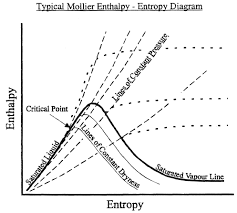 Typical Mollier Enthalpy - Entropy Diagram
Lines of Constant Pressure
Critical Point
Enthalpy
Saturated Liquid
Lines of Constant Dryness
Saturated Vapour Line
Entropy